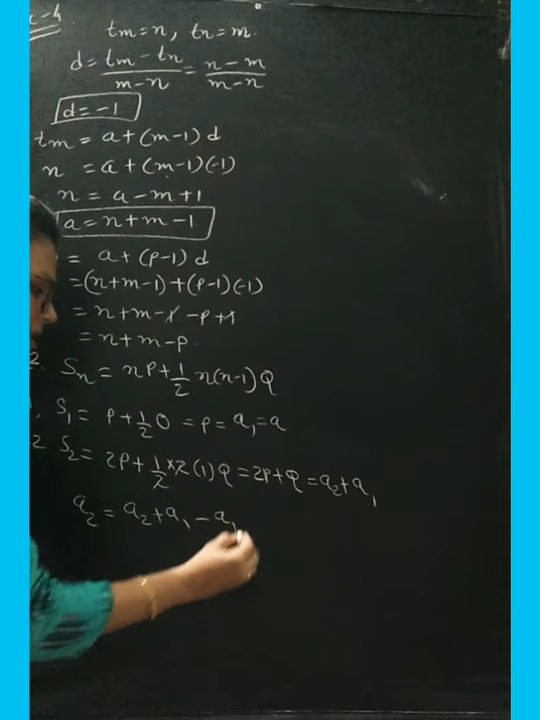 tm = n, tn = m.
d = (tm - tn)/(m - n) = (n - m)/(m - n)
d = -1
tm = a + (m-1) d
n = a + (m-1)(-1)
n = a - m + 1
a = n + m - 1
= a + (p-1) d
= (n+m-1) + (p-1)(-1)
= n + m - 1 - p + 1
= n + m - p.
2. Sn = nP + 1/2 n(n-1) Q
S1 = P + 1/2 0 = P = a1 = a
2 S2 = 2P + 1/2 × 2 (1) Q = 2P + Q = a2 + a1
a2 = a2 + a1 - a1